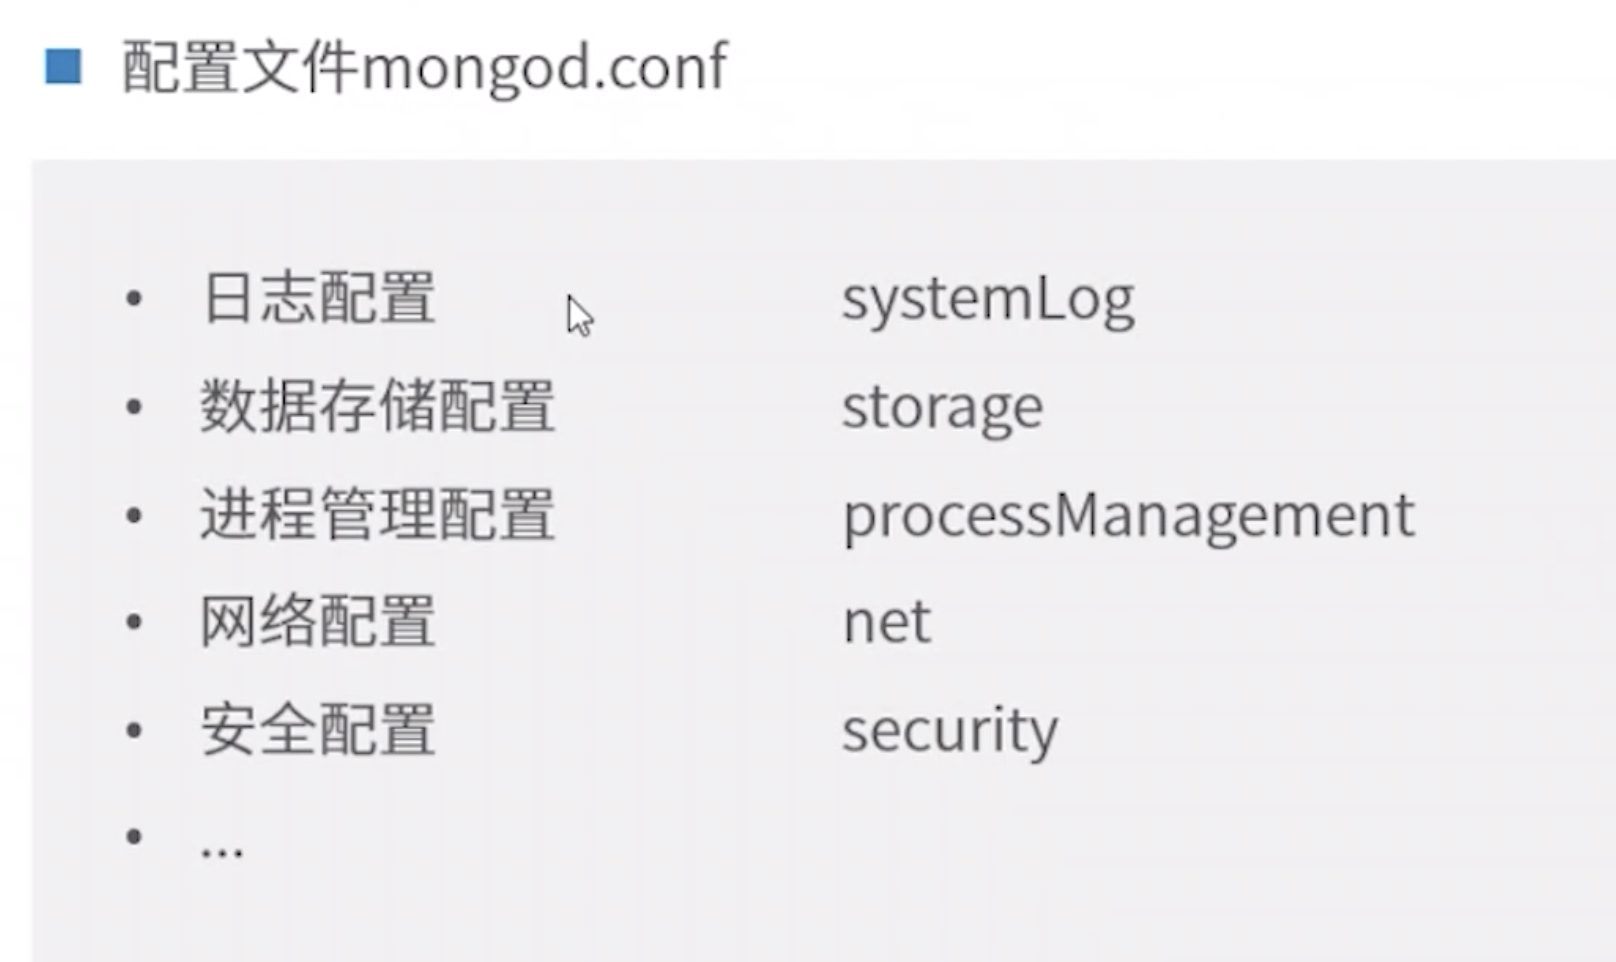 配置文件mongod.conf
日志配置 systemLog
数据存储配置 storage
进程管理配置 processManagement
网络配置 net
安全配置 security
...